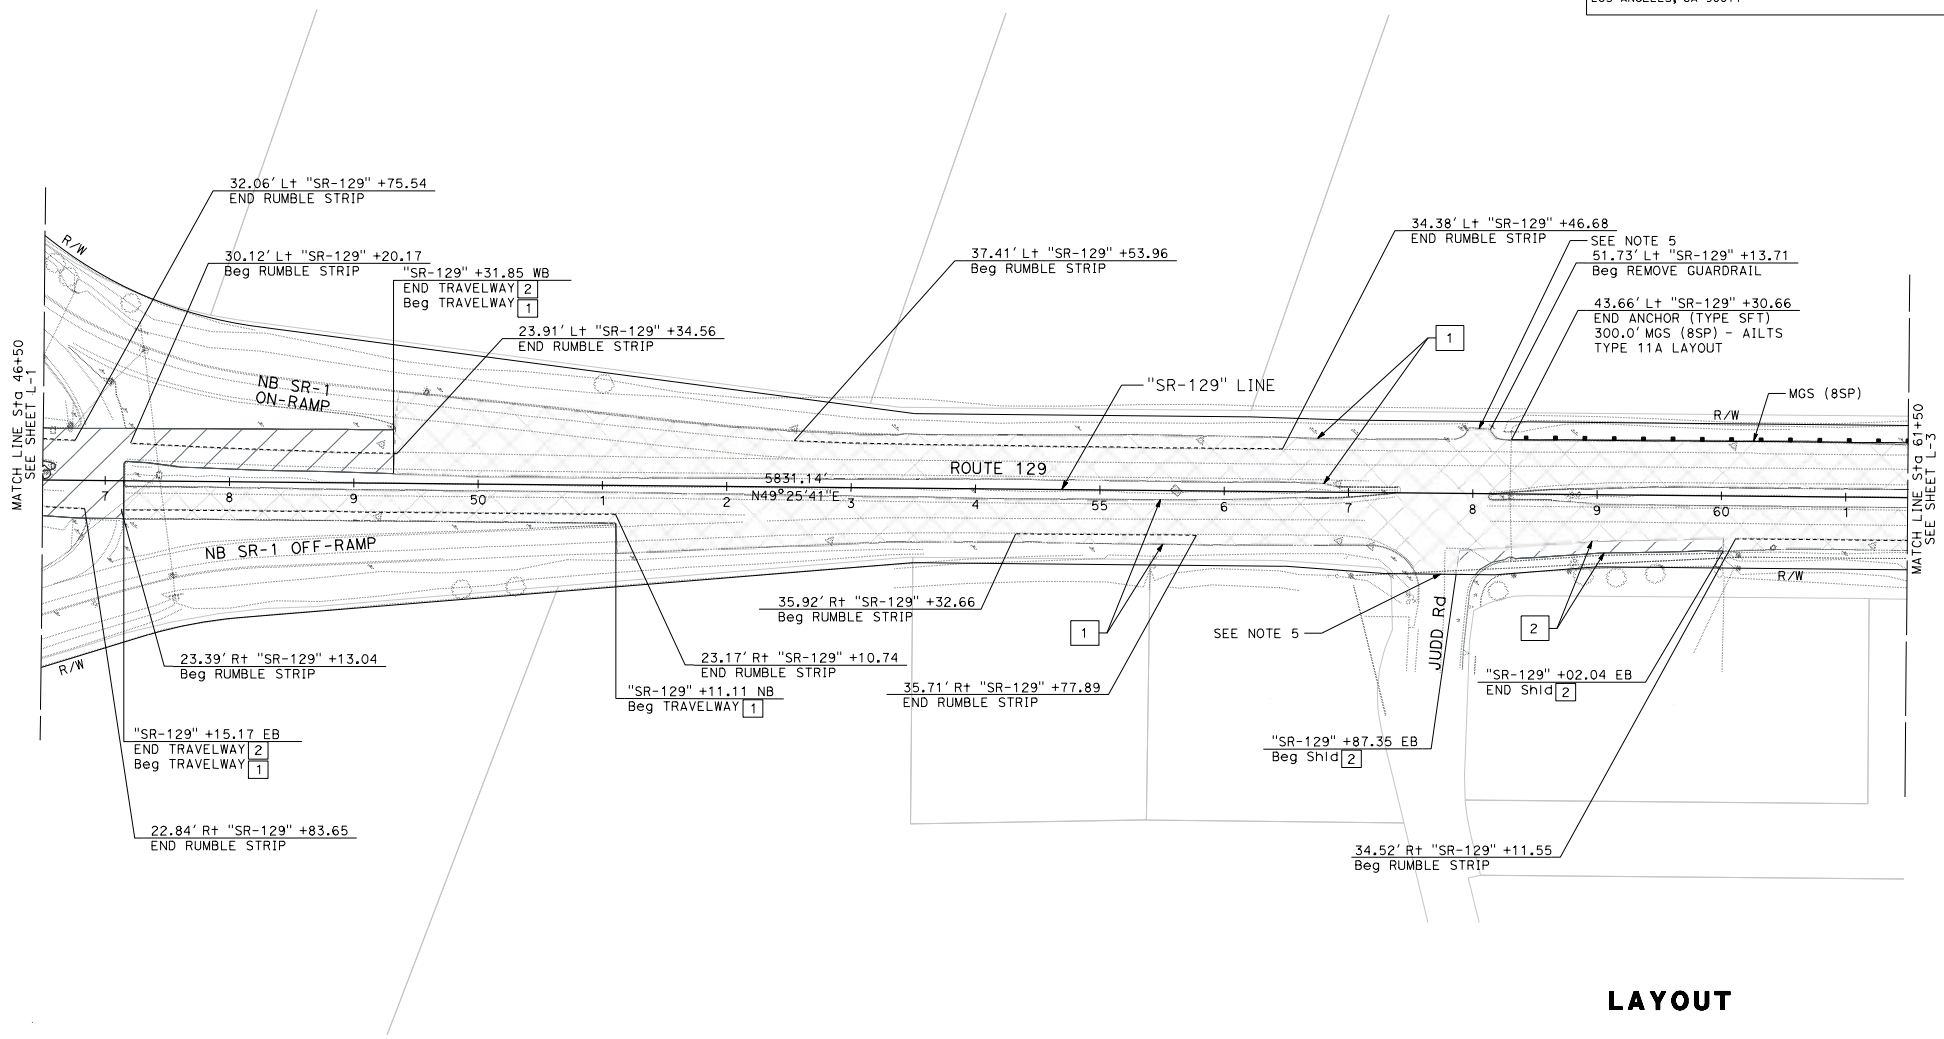 32.06' Lt "SR-129" +75.54
END RUMBLE STRIP
R/W
30.12' Lt "SR-129" +20.17
Beg RUMBLE STRIP
"SR-129" +31.85 WB
END TRAVELWAY 2
Beg TRAVELWAY 1
23.91' Lt "SR-129" +34.56
END RUMBLE STRIP
37.41' Lt "SR-129" +53.96
Beg RUMBLE STRIP
34.38' Lt "SR-129" +46.68
END RUMBLE STRIP
SEE NOTE 5
51.73' Lt "SR-129" +13.71
Beg REMOVE GUARDRAIL
43.66' Lt "SR-129" +30.66
END ANCHOR (TYPE SFT)
300.0' MGS (8SP) - AILTS
TYPE 11A LAYOUT
1
MATCH LINE Sta 46+50
SEE SHEET L-1
NB SR-1
ON-RAMP
"SR-129" LINE
MGS (8SP)
R/W
MATCH LINE Sta 61+50
SEE SHEET L-3
ROUTE 129
5831.14'
N49°25'41"E
7 8 9 50 1 2 3 4 55 6 7 8 9 60 1
NB SR-1 OFF-RAMP
R/W
35.92' Rt "SR-129" +32.66
Beg RUMBLE STRIP
1
SEE NOTE 5
JUDD Rd
2
R/W
23.39' Rt "SR-129" +13.04
Beg RUMBLE STRIP
23.17' Rt "SR-129" +10.74
END RUMBLE STRIP
"SR-129" +11.11 NB
Beg TRAVELWAY 1
35.71' Rt "SR-129" +77.89
END RUMBLE STRIP
"SR-129" +02.04 EB
END Shld 2
"SR-129" +15.17 EB
END TRAVELWAY 2
Beg TRAVELWAY 1
"SR-129" +87.35 EB
Beg Shld 2
22.84' Rt "SR-129" +83.65
END RUMBLE STRIP
34.52' Rt "SR-129" +11.55
Beg RUMBLE STRIP
LAYOUT